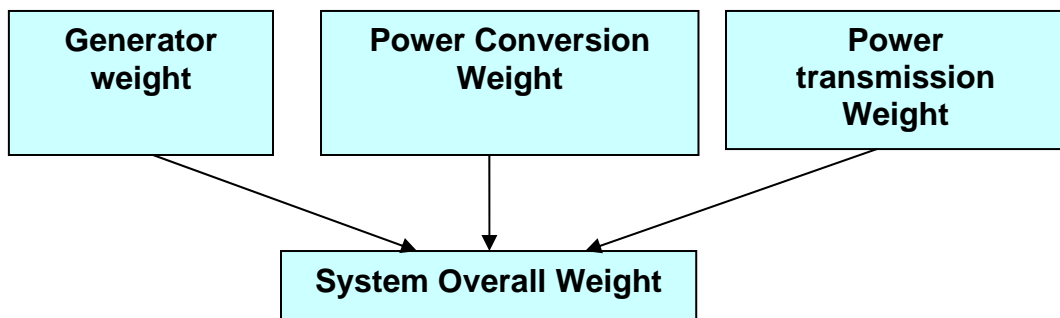 Generator
weight
Power Conversion
Weight
Power
transmission
Weight
System Overall Weight